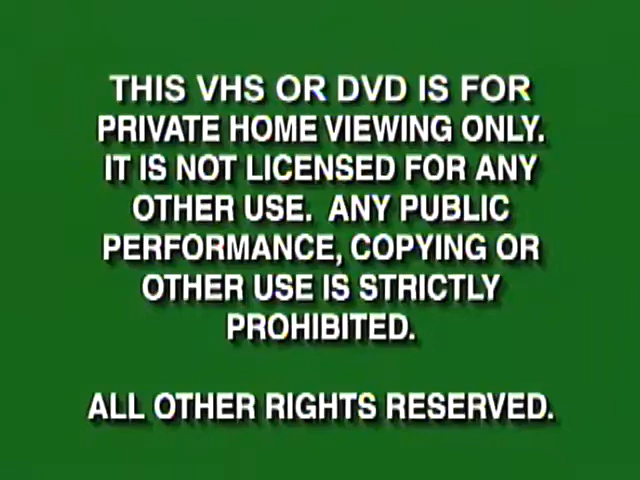 THIS VHS OR DVD IS FOR
PRIVATE HOME VIEWING ONLY.
IT IS NOT LICENSED FOR ANY
OTHER USE.  ANY PUBLIC
PERFORMANCE, COPYING OR
OTHER USE IS STRICTLY
PROHIBITED.
ALL OTHER RIGHTS RESERVED.